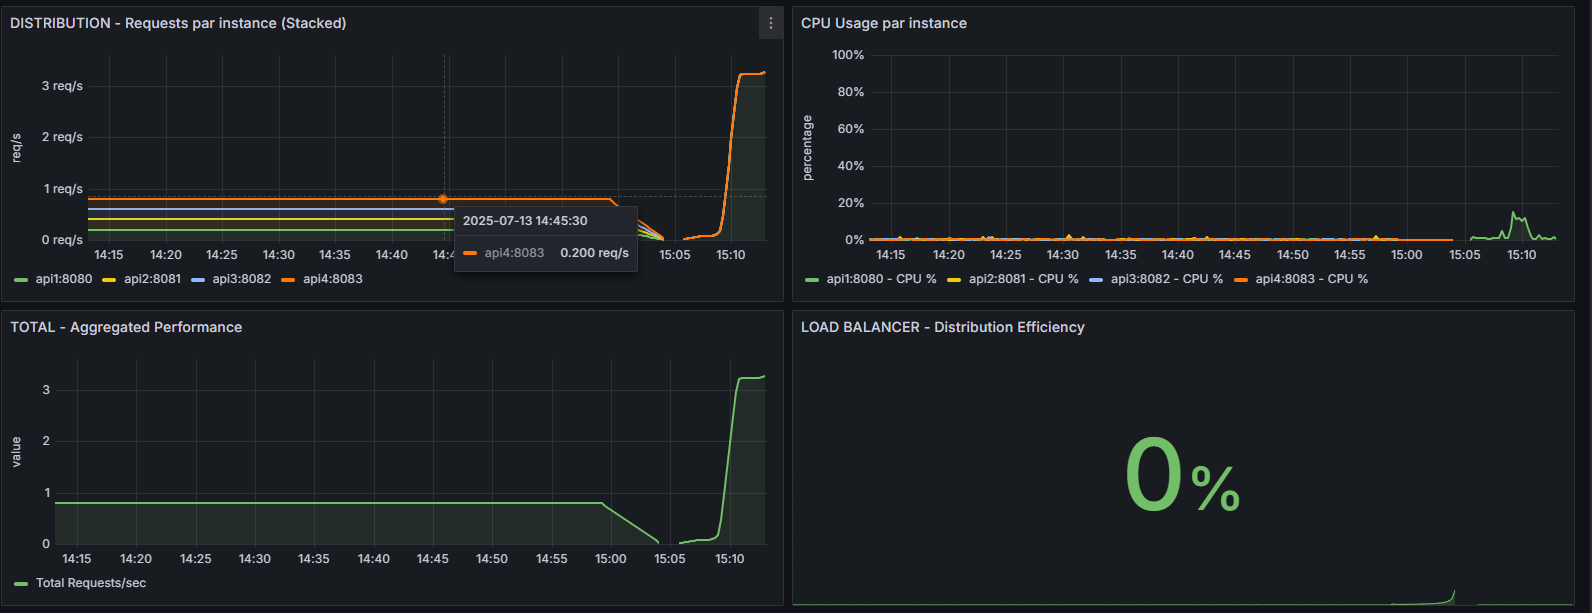 DISTRIBUTION - Requests par instance (Stacked)
3 req/s
2 req/s
1 req/s
0 req/s
req/s
14:15 14:20 14:25 14:30 14:35 14:40 14:4 15:05 15:10
2025-07-13 14:45:30
api4:8083 0.200 req/s
api1:8080 api2:8081 api3:8082 api4:8083
CPU Usage par instance
100%
80%
60%
40%
20%
0%
percentage
14:15 14:20 14:25 14:30 14:35 14:40 14:45 14:50 14:55 15:00 15:05 15:10
api1:8080 - CPU % api2:8081 - CPU % api3:8082 - CPU % api4:8083 - CPU %
TOTAL - Aggregated Performance
3
2
1
0
value
14:15 14:20 14:25 14:30 14:35 14:40 14:45 14:50 14:55 15:00 15:05 15:10
Total Requests/sec
LOAD BALANCER - Distribution Efficiency
0%